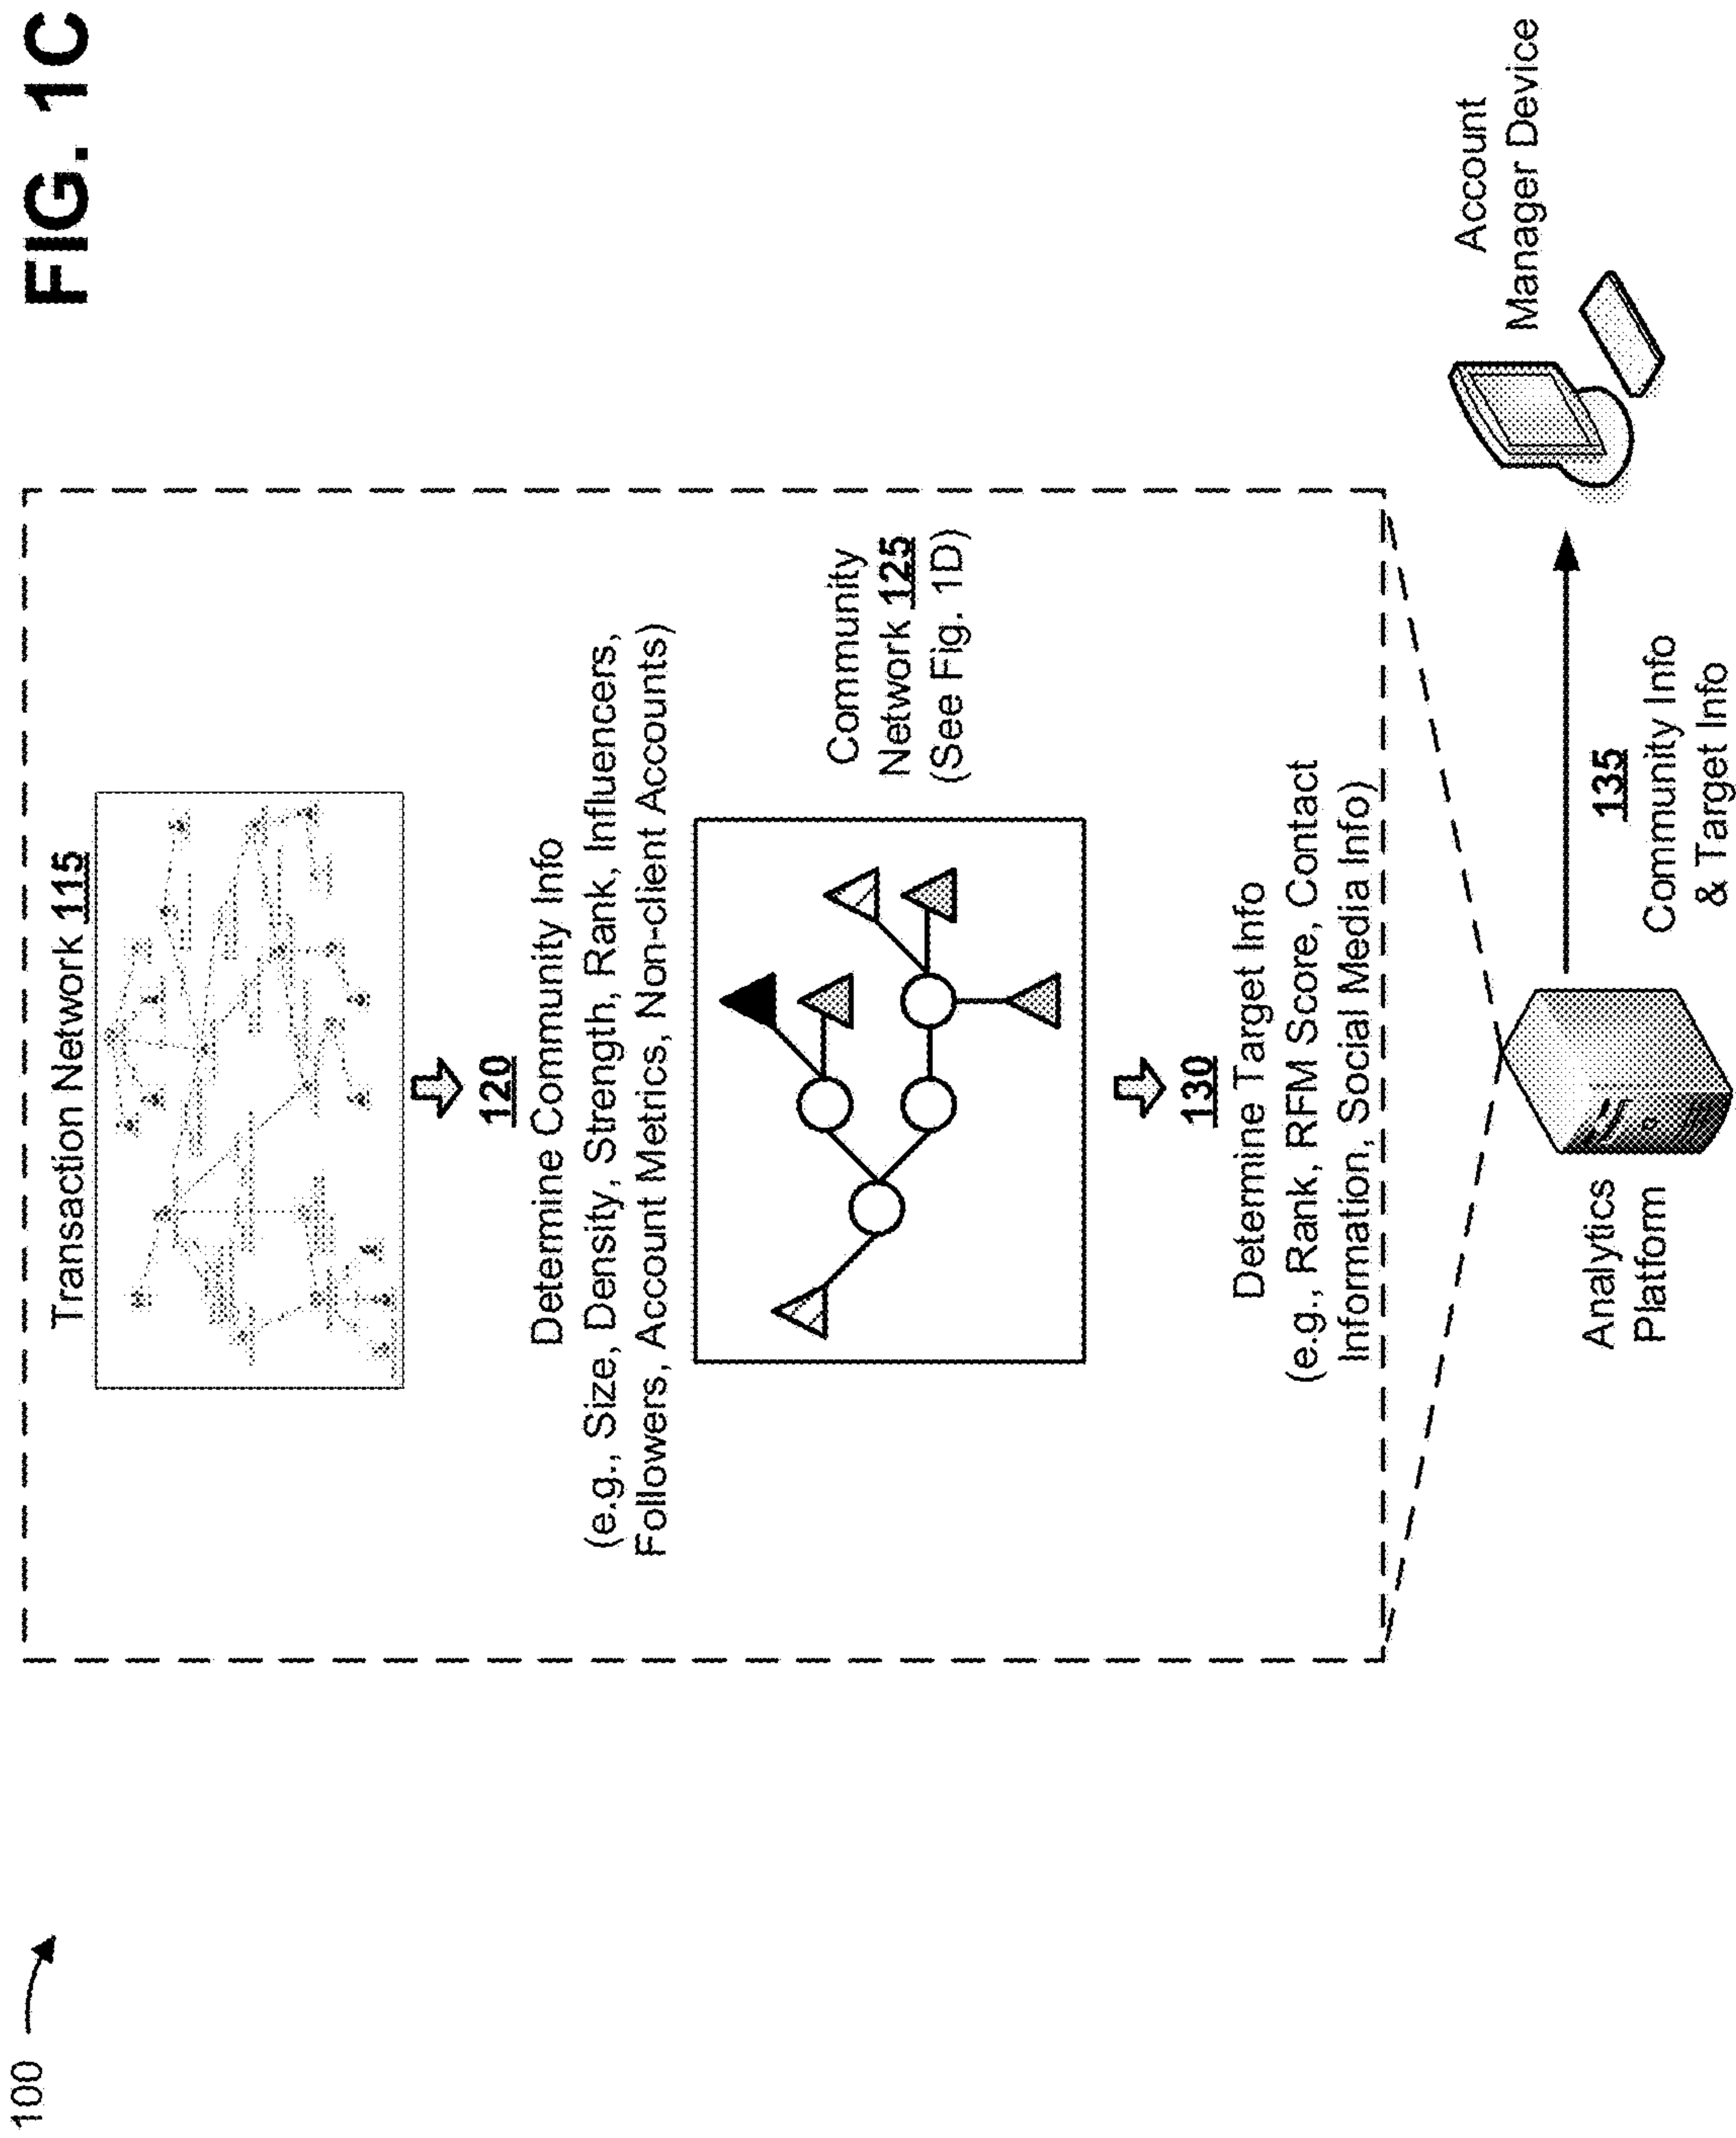 100
FIG. 1C
Transaction Network 115
120
Determine Community Info
(e.g., Size, Density, Strength, Rank, Influencers,
Followers, Account Metrics, Non-client Accounts)
Community
Network 125
(See Fig. 1D)
130
Determine Target Info
(e.g., Rank, RFM Score, Contact
Information, Social Media Info)
Analytics
Platform
135
Community Info
& Target Info
Account
Manager Device